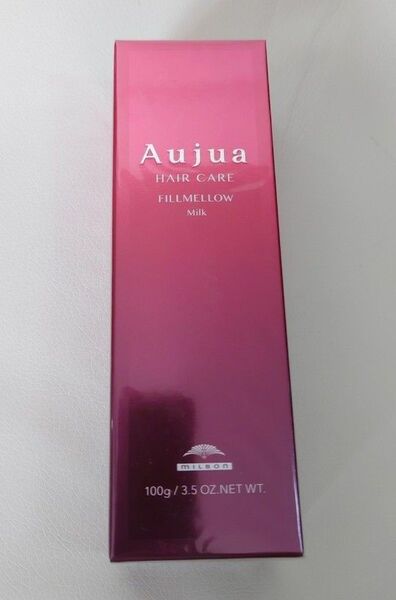 Aujua
HAIR CARE
FILLMELLOW
Milk
MILBON
100g / 3.5 OZ.NET WT.